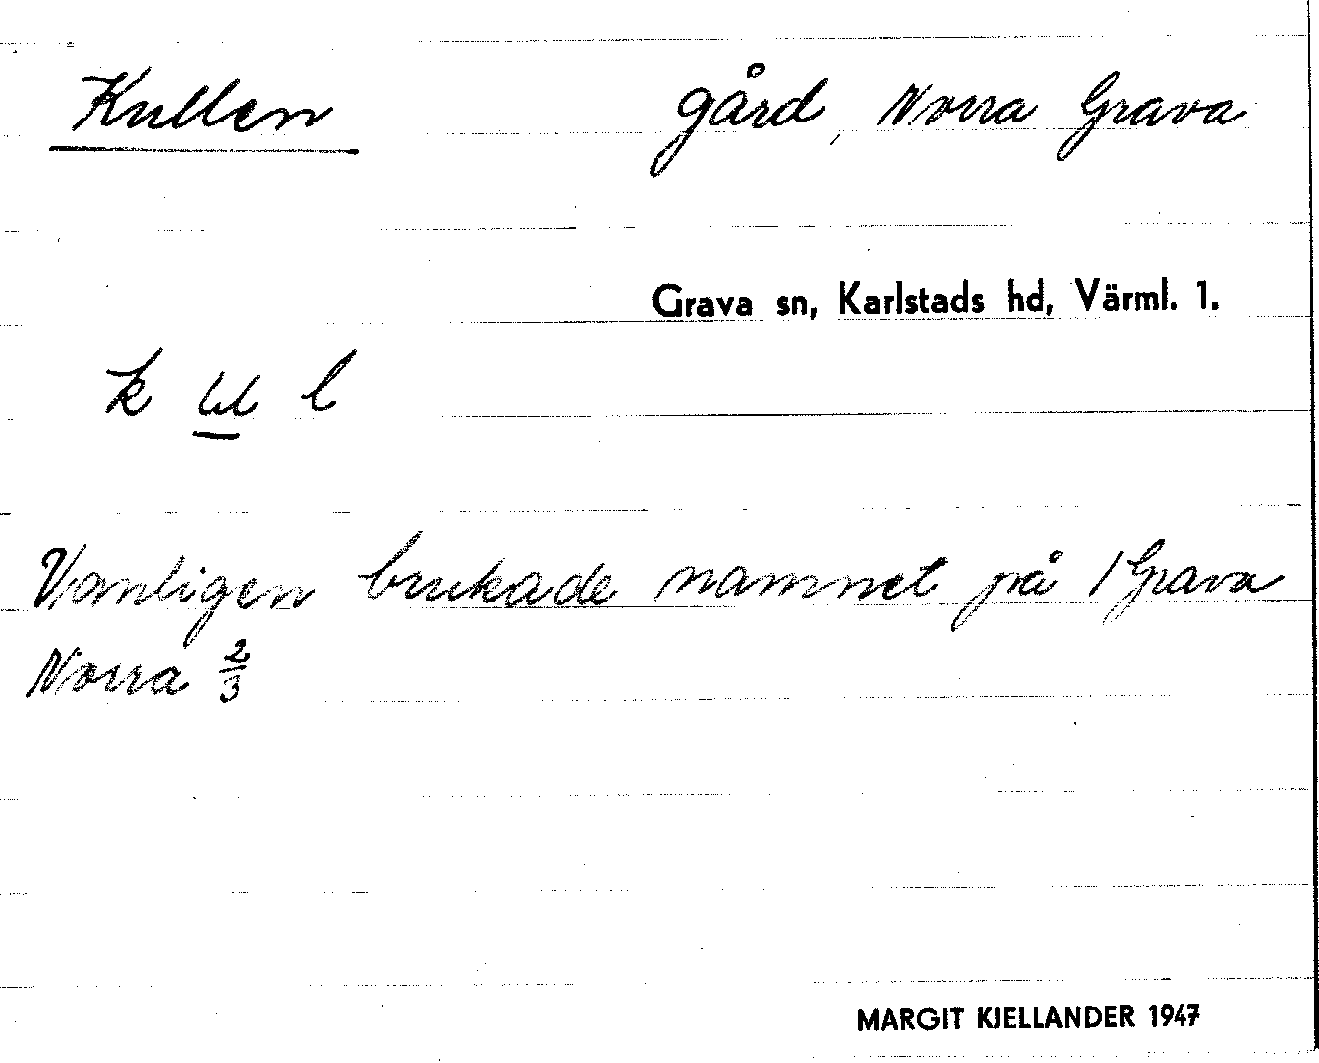 Kullen gård, Norra Grava
Grava sn, Karlstads hd, Värml. 1.
Vanligen brukade namnet på 1 Grava
Norra 2/3
MARGIT KJELLANDER 1947